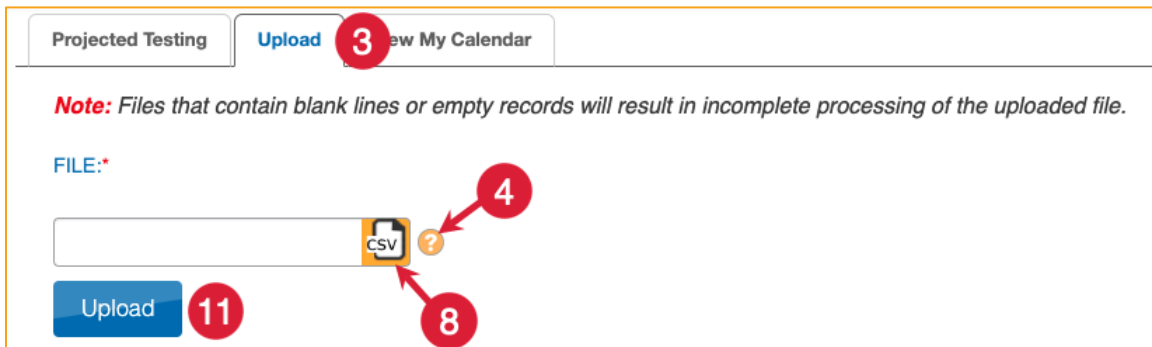 Projected Testing Upload 3 ew My Calendar
Note: Files that contain blank lines or empty records will result in incomplete processing of the uploaded file.
FILE:*
4
CSV ?
Upload 11
8